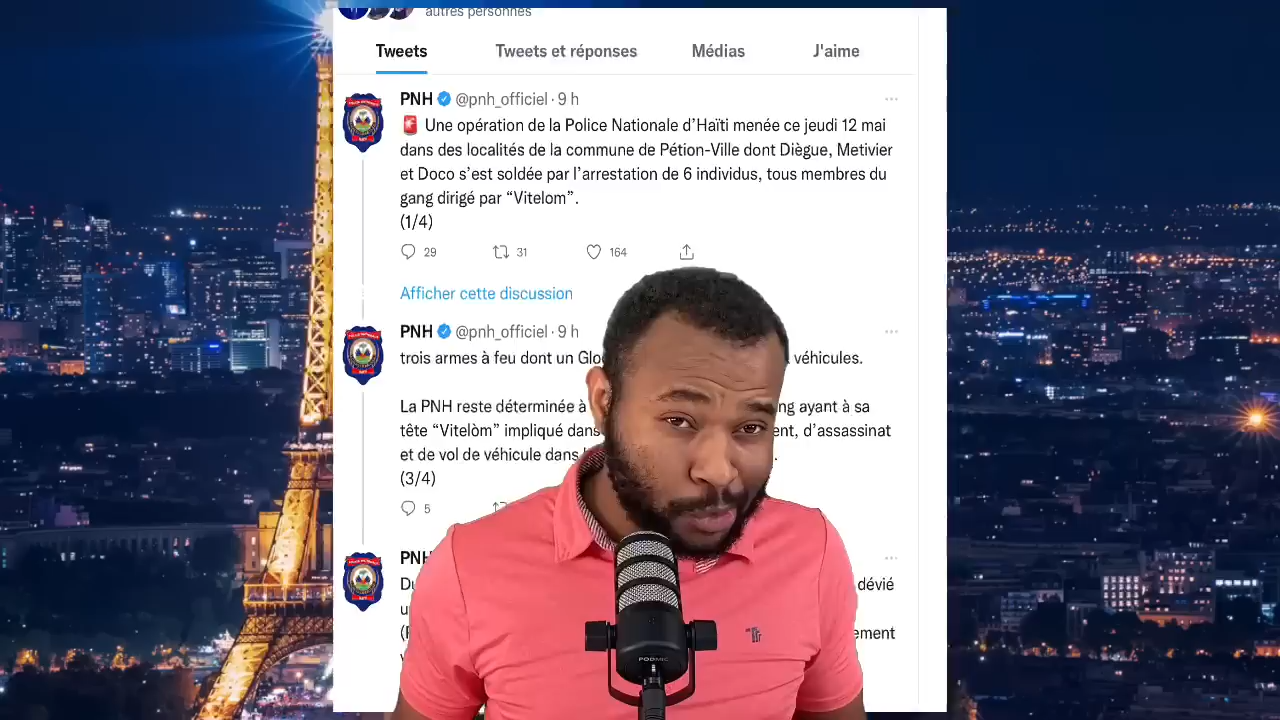 autres personnes
Tweets Tweets et réponses Médias J'aime
PNH @pnh_officiel · 9 h
Une opération de la Police Nationale d'Haïti menée ce jeudi 12 mai
dans des localités de la commune de Pétion-Ville dont Diègue, Metivier
et Doco s'est soldée par l'arrestation de 6 individus, tous membres du
gang dirigé par “Vitelom”.
(1/4)
29 31 164
Afficher cette discussion
PNH @pnh_officiel · 9 h
trois armes à feu dont un véhicules.
La PNH reste déterminée à ayant à sa
tête “Vitelòm” impliqué dans d'assassinat
et de vol de véhicule dans
(3/4)
5
PNH
dévié
PODMIC